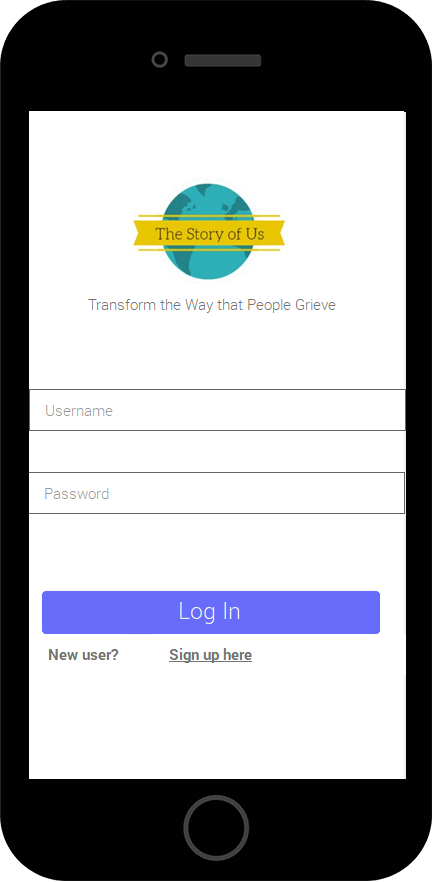 The Story of Us
Transform the Way that People Grieve
Username
Password
Log In
New user? Sign up here